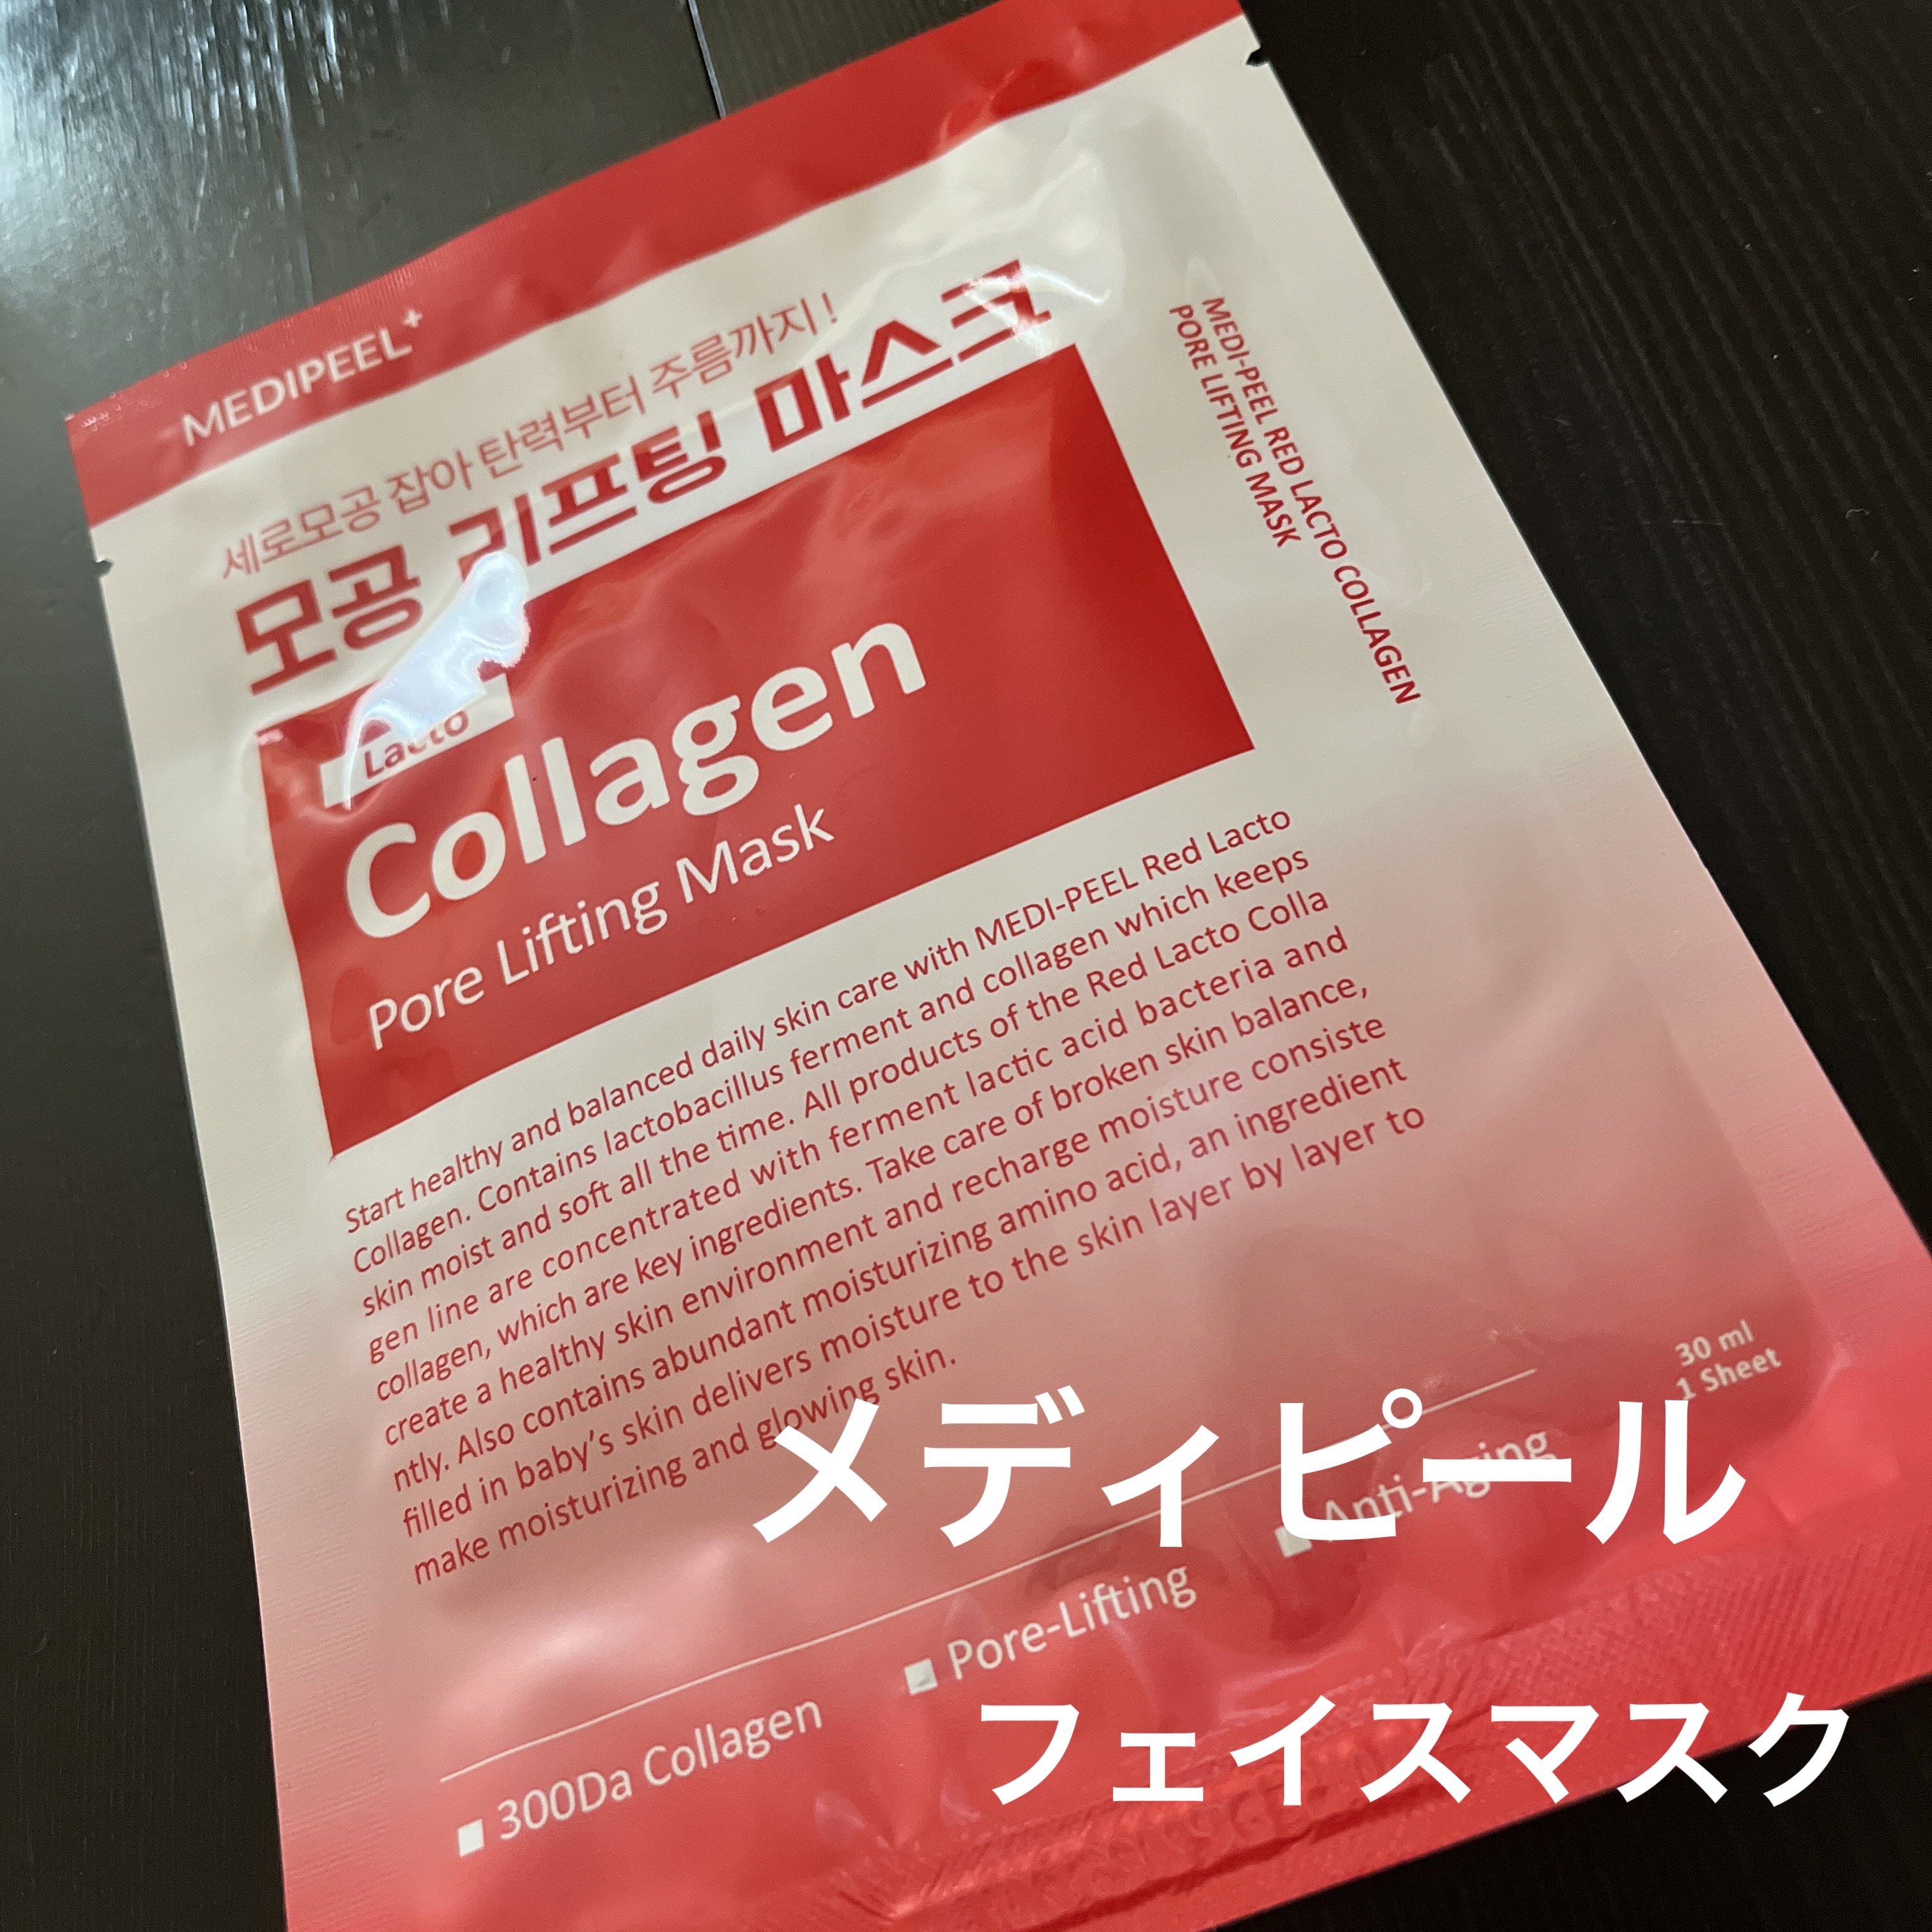 MEDIPEEL+
세로모공 잡아 탄력부터 주름까지!
모공 리프팅 마스크
Lacto
Collagen
Pore Lifting Mask
MEDI-PEEL RED LACTO COLLAGEN
PORE LIFTING MASK
Start healthy and balanced daily skin care with MEDI-PEEL Red Lacto
Collagen. Contains lactobacillus ferment and collagen which keeps
skin moist and soft all the time. All products of the Red Lacto Colla
gen line are concentrated with ferment lactic acid bacteria and
collagen, which are key ingredients. Take care of broken skin balance,
create a healthy skin environment and recharge moisture consiste
ntly. Also contains abundant moisturizing amino acid, an ingredient
filled in baby's skin delivers moisture to the skin layer by layer to
make moisturizing and glowing skin.
30 ml
1 Sheet
300Da Collagen
Pore-Lifting
Anti-Aging
メディピール
フェイスマスク